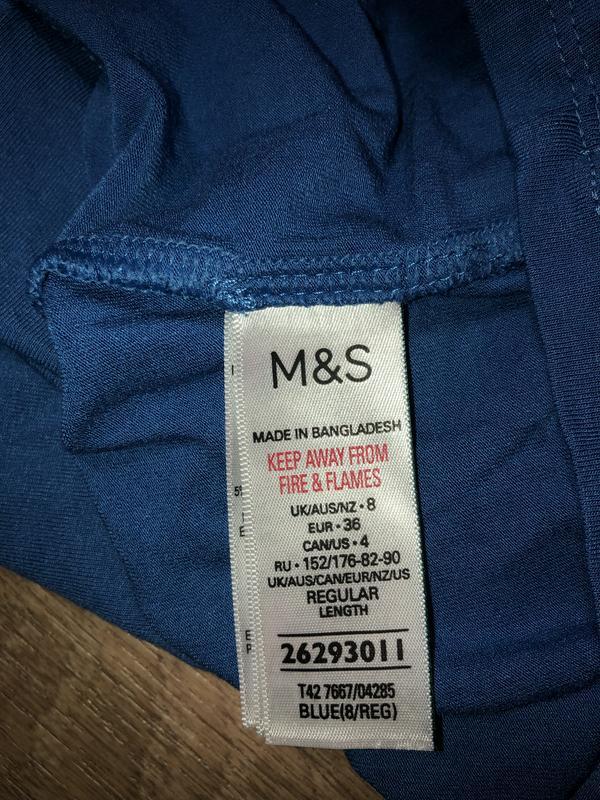 M&S
MADE IN BANGLADESH
KEEP AWAY FROM
FIRE & FLAMES
UK/AUS/NZ • 8
EUR • 36
CAN/US • 4
RU • 152/176-82-90
UK/AUS/CAN/EUR/NZ/US
REGULAR
LENGTH
26293011
T42 7667/04285
BLUE(8/REG)